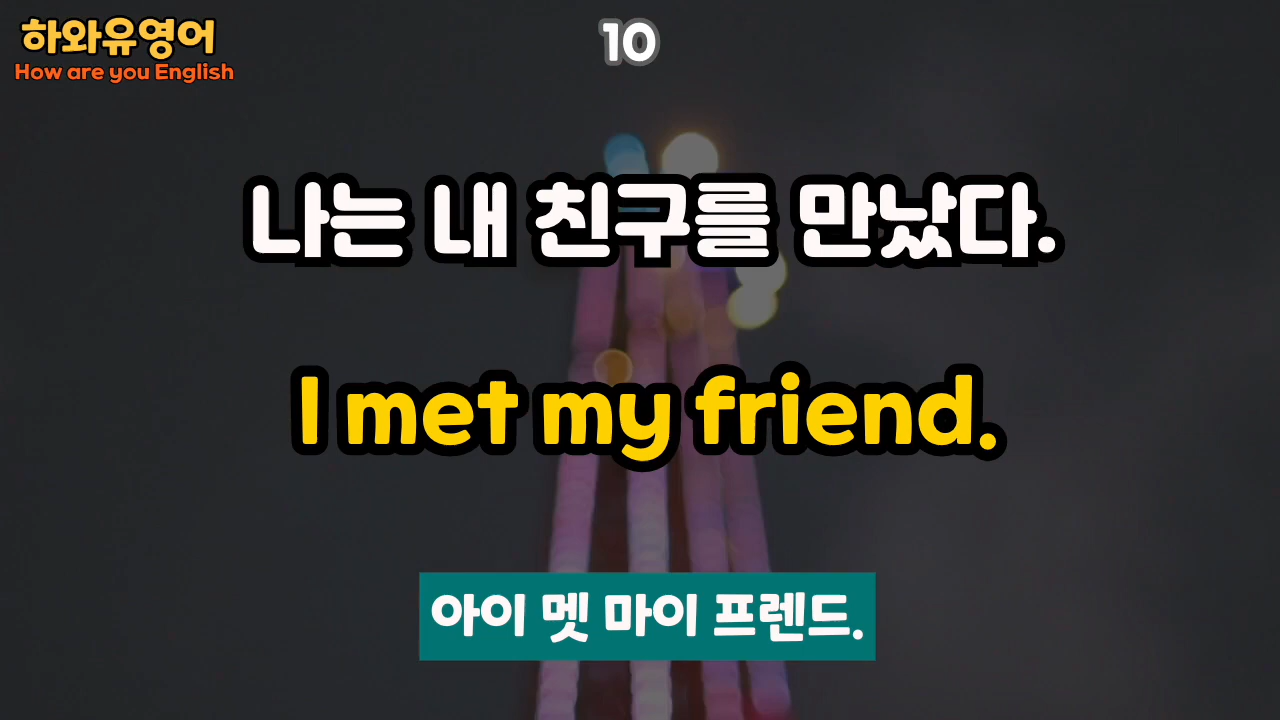 하와유영어
How are you English
10
나는 내 친구를 만났다.
I met my friend.
아이 멧 마이 프렌드.